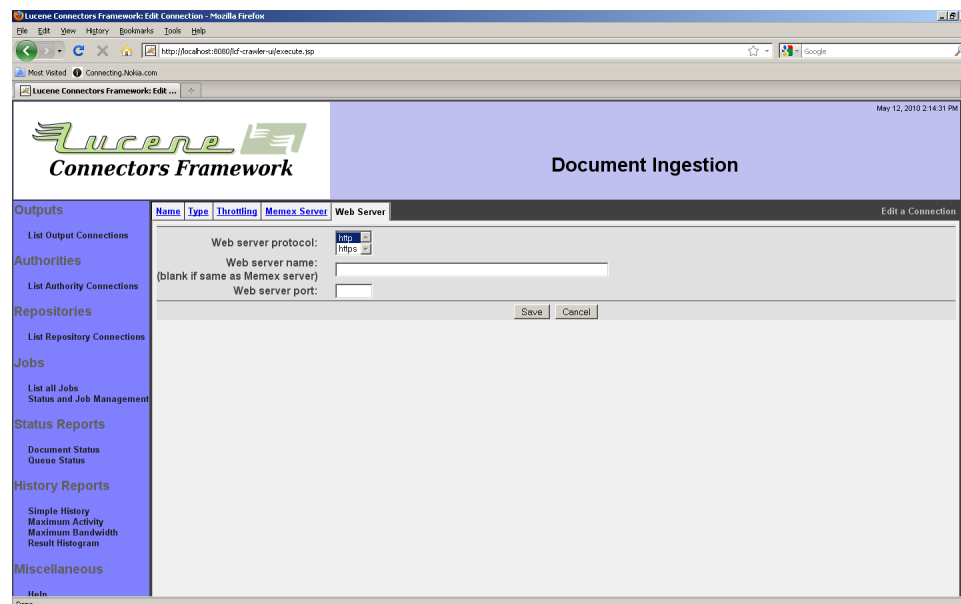 Lucene Connectors Framework: Edit Connection - Mozilla Firefox
File Edit View History Bookmarks Tools Help
http://localhost:8080/lcf-crawler-ui/execute.jsp
Google
Most Visited Connecting.Nokia.com
Lucene Connectors Framework: Edit ...
May 12, 2010 2:14:31 PM
Lucene
Connectors Framework
Document Ingestion
Outputs
List Output Connections
Authorities
List Authority Connections
Repositories
List Repository Connections
Jobs
List all Jobs
Status and Job Management
Status Reports
Document Status
Queue Status
History Reports
Simple History
Maximum Activity
Maximum Bandwidth
Result Histogram
Miscellaneous
Help
Name Type Throttling Memex Server Web Server Edit a Connection
Web server protocol: http
https
Web server name:
(blank if same as Memex server)
Web server port:
Save Cancel